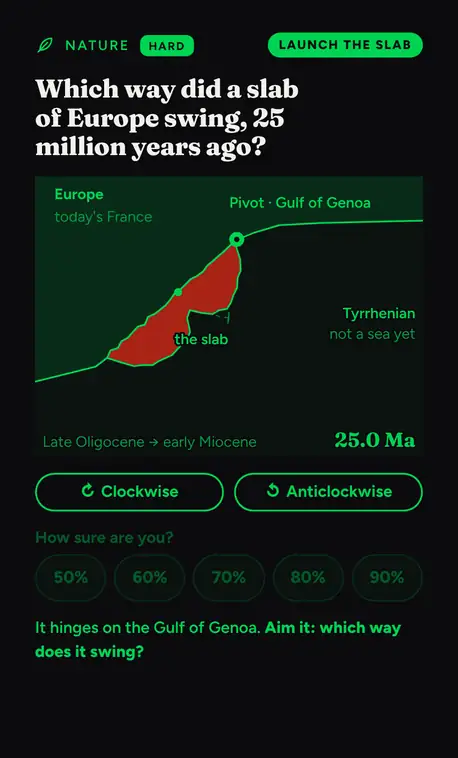 NATURE HARD LAUNCH THE SLAB
Which way did a slab
of Europe swing, 25
million years ago?
Europe
today's France
Pivot · Gulf of Genoa
Tyrrhenian
not a sea yet
the slab
Late Oligocene → early Miocene
25.0 Ma
↻ Clockwise
↺ Anticlockwise
How sure are you?
50% 60% 70% 80% 90%
It hinges on the Gulf of Genoa. Aim it: which way
does it swing?